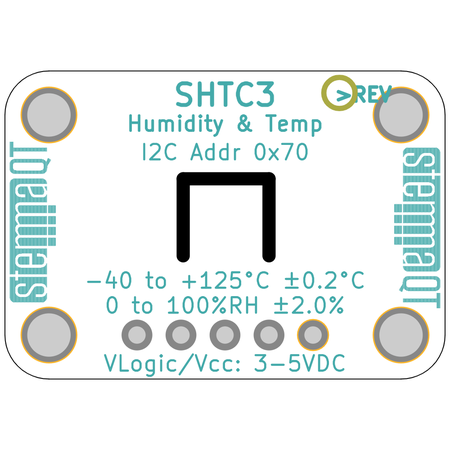 SHTC3
>REV
Humidity & Temp
I2C Addr 0x70
stemmaQT
stemmaQT
−40 to +125°C ±0.2°C
0 to 100%RH ±2.0%
VLogic/Vcc: 3−5VDC